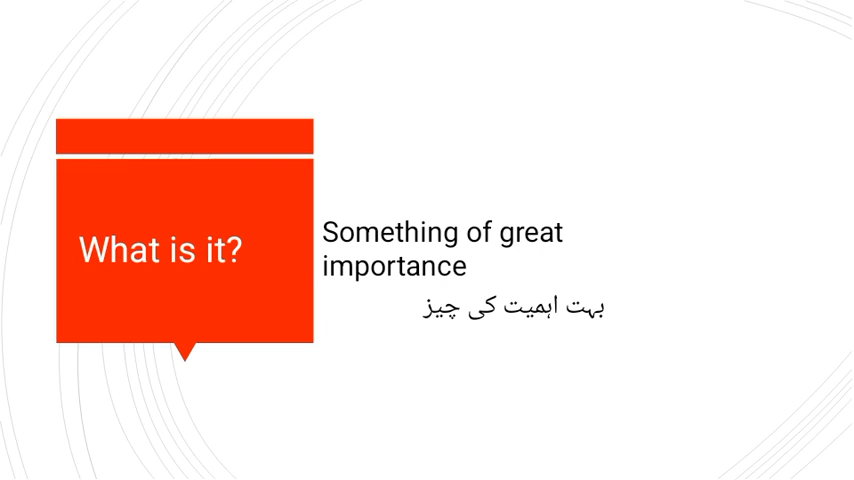 What is it?
Something of great
importance
بہت اہمیت کی چیز